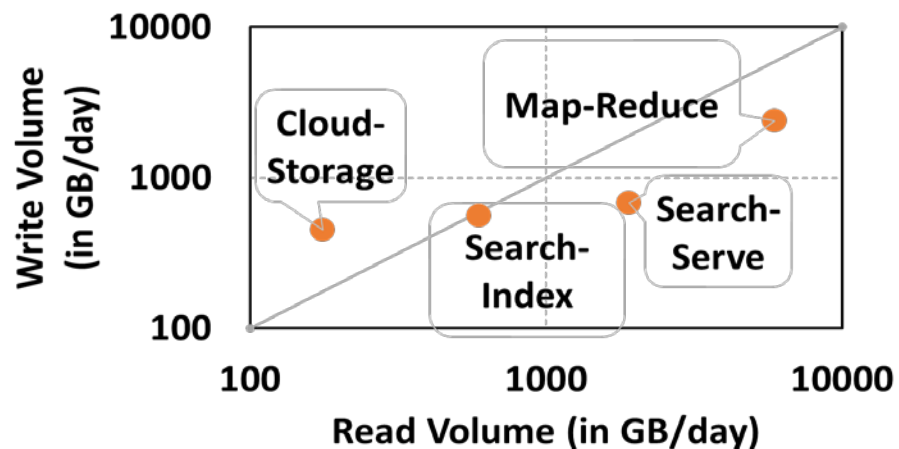 10000
1000
100
Write Volume
(in GB/day)
Cloud-
Storage
Map-Reduce
Search-
Index
Search-
Serve
100
1000
10000
Read Volume (in GB/day)